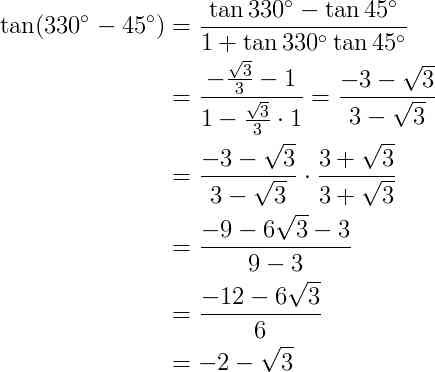 tan(330° − 45°) = (tan 330° − tan 45°) / (1 + tan 330° tan 45°)
= (−√3/3 − 1) / (1 − √3/3 · 1) = (−3 − √3) / (3 − √3)
= (−3 − √3) / (3 − √3) · (3 + √3) / (3 + √3)
= (−9 − 6√3 − 3) / (9 − 3)
= (−12 − 6√3) / 6
= −2 − √3